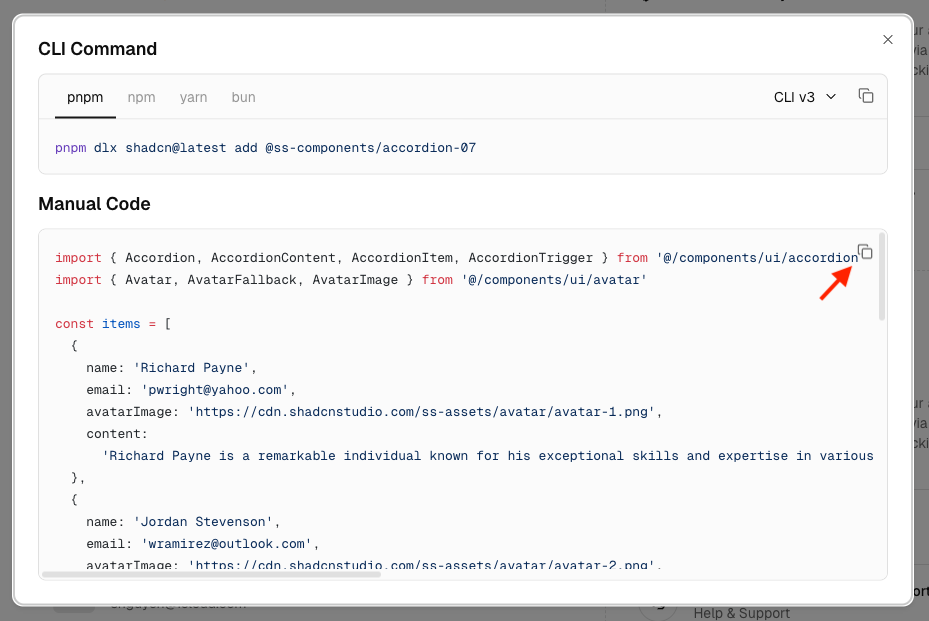 CLI Command
pnpm npm yarn bun CLI v3
pnpm dlx shadcn@latest add @ss-components/accordion-07
Manual Code
import { Accordion, AccordionContent, AccordionItem, AccordionTrigger } from '@/components/ui/accordion
import { Avatar, AvatarFallback, AvatarImage } from '@/components/ui/avatar'
const items = [
{
name: 'Richard Payne',
email: 'pwright@yahoo.com',
avatarImage: 'https://cdn.shadcnstudio.com/ss-assets/avatar/avatar-1.png',
content:
'Richard Payne is a remarkable individual known for his exceptional skills and expertise in various
},
{
name: 'Jordan Stevenson',
email: 'wramirez@outlook.com',
avatarImage: 'https://cdn.shadcnstudio.com/ss-assets/avatar/avatar-2.png',
Help & Support